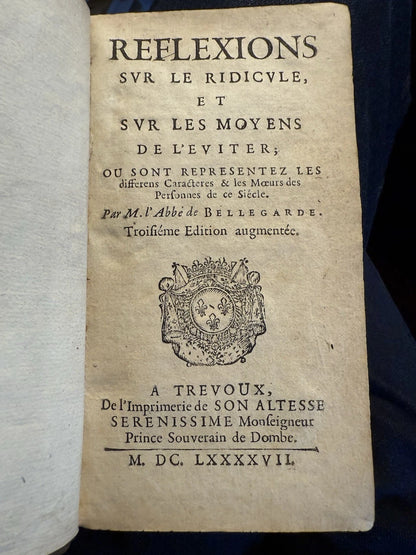 REFLEXIONS
SVR LE RIDICVLE,
ET
SVR LES MOYENS
DE L'EVITER;
OU SONT REPRESENTEZ LES
differens Caracteres & les Mœurs des
Perſonnes de ce Siécle.
Par M. l'Abbé de BELLEGARDE.
Troiſiéme Edition augmentée.
A TREVOUX,
De l'Imprimerie de SON ALTESSE
SERENISSIME Monſeigneur
Prince Souverain de Dombe.
M. DC. LXXXXVII.